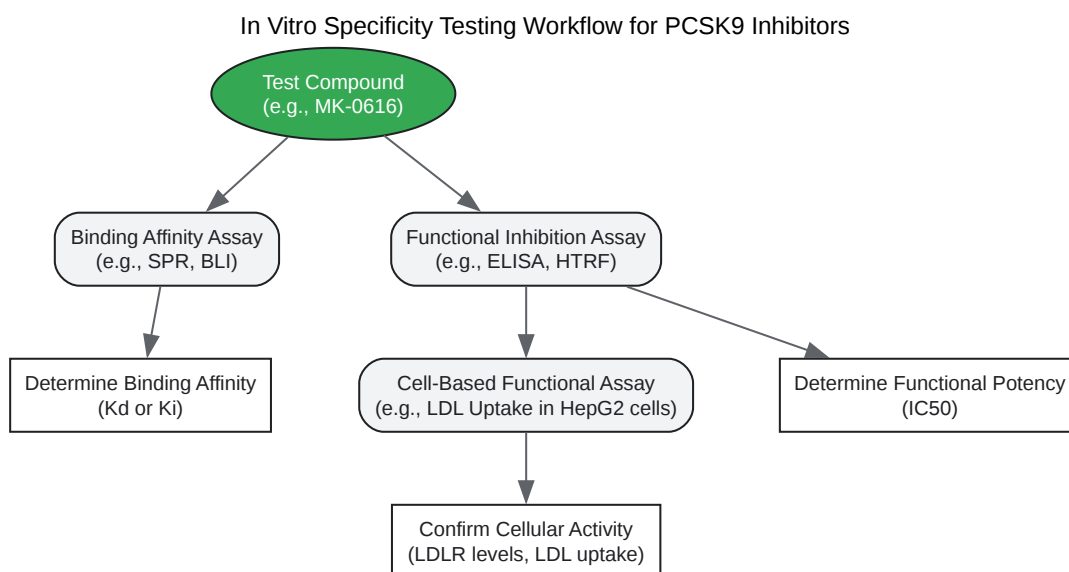 In Vitro Specificity Testing Workflow for PCSK9 Inhibitors
Test Compound
(e.g., MK-0616)
Binding Affinity Assay
(e.g., SPR, BLI)
Functional Inhibition Assay
(e.g., ELISA, HTRF)
Determine Binding Affinity
(Kd or Ki)
Cell-Based Functional Assay
(e.g., LDL Uptake in HepG2 cells)
Determine Functional Potency
(IC50)
Confirm Cellular Activity
(LDLR levels, LDL uptake)